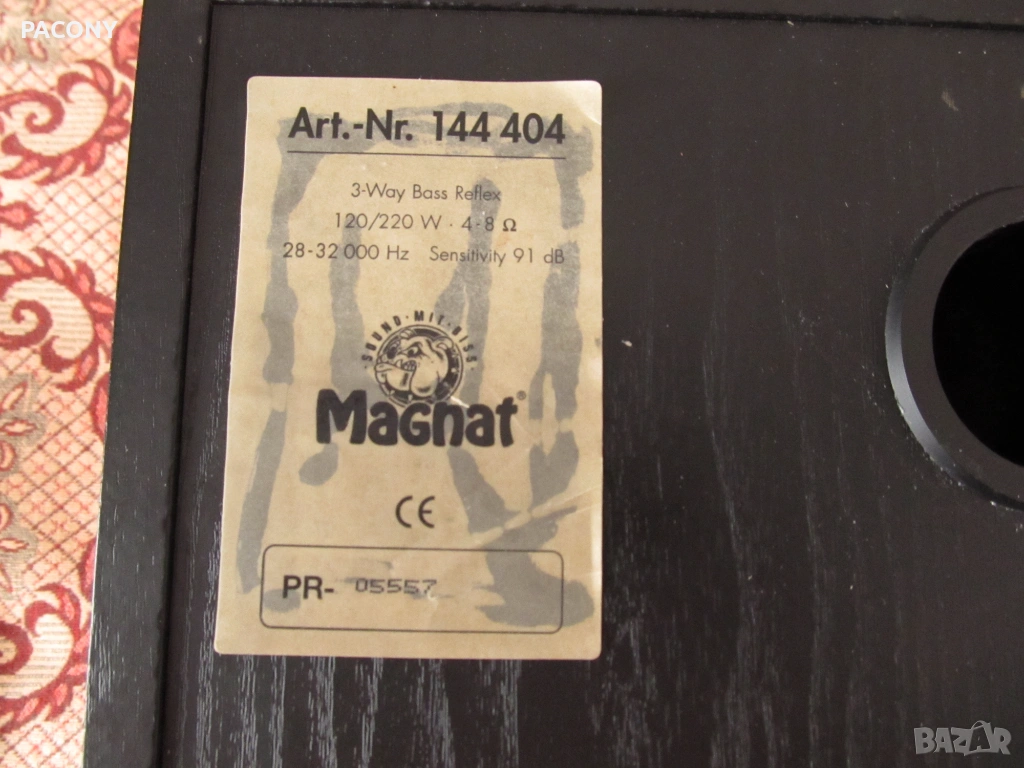 PACONY
Art.-Nr. 144 404
3-Way Bass Reflex
120/220 W · 4-8 Ω
28-32 000 Hz Sensitivity 91 dB
SOUND·MIT·BISS
Magnat®
CE
PR- 05557
BAZAR